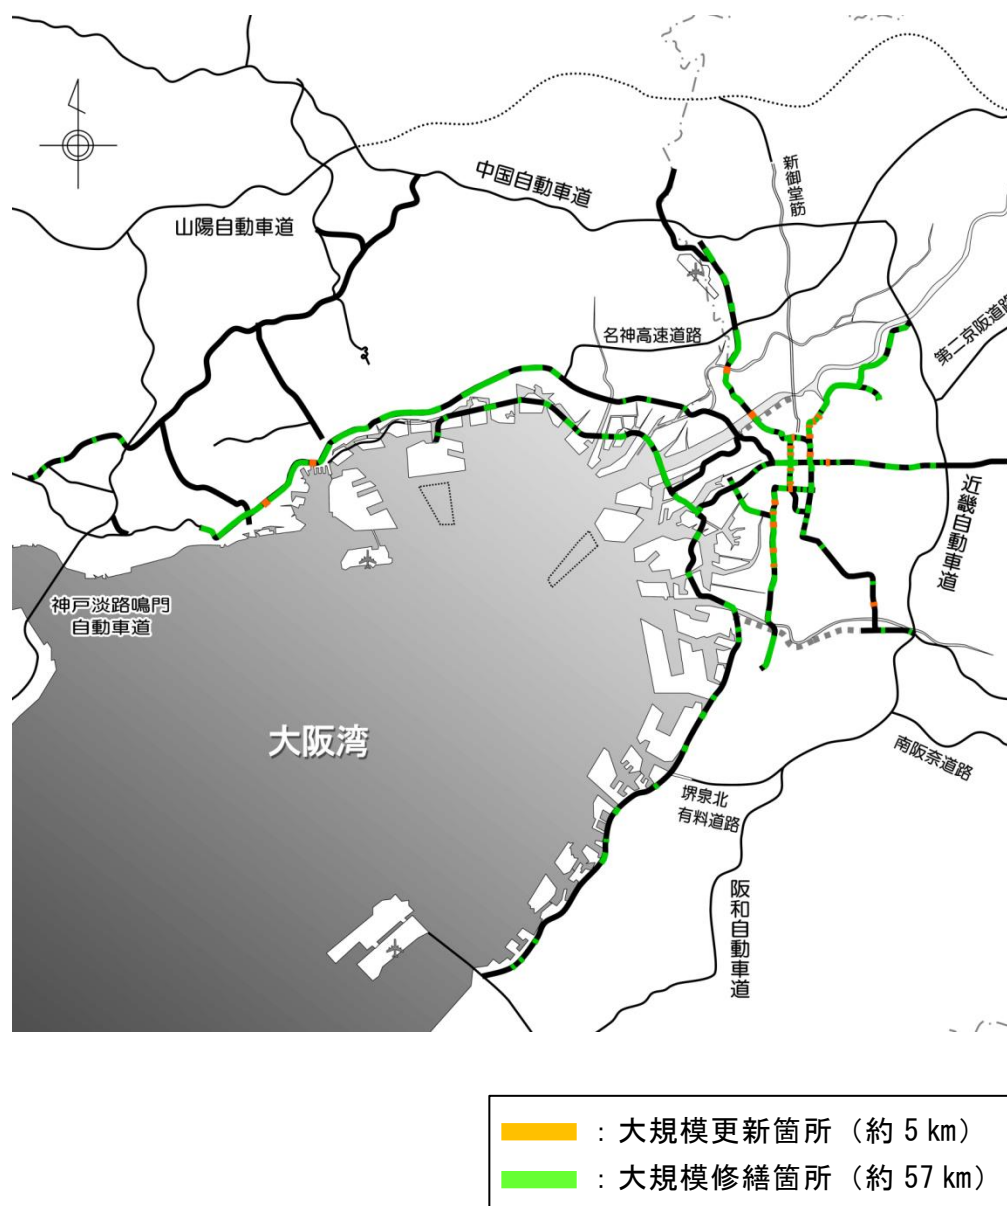 中国自動車道
新御堂筋
山陽自動車道
名神高速道路
第二京阪道路
近畿自動車道
神戸淡路鳴門
自動車道
大阪湾
南阪奈道路
堺泉北
有料道路
阪和自動車道
：大規模更新箇所（約 5 km）
：大規模修繕箇所（約 57 km）